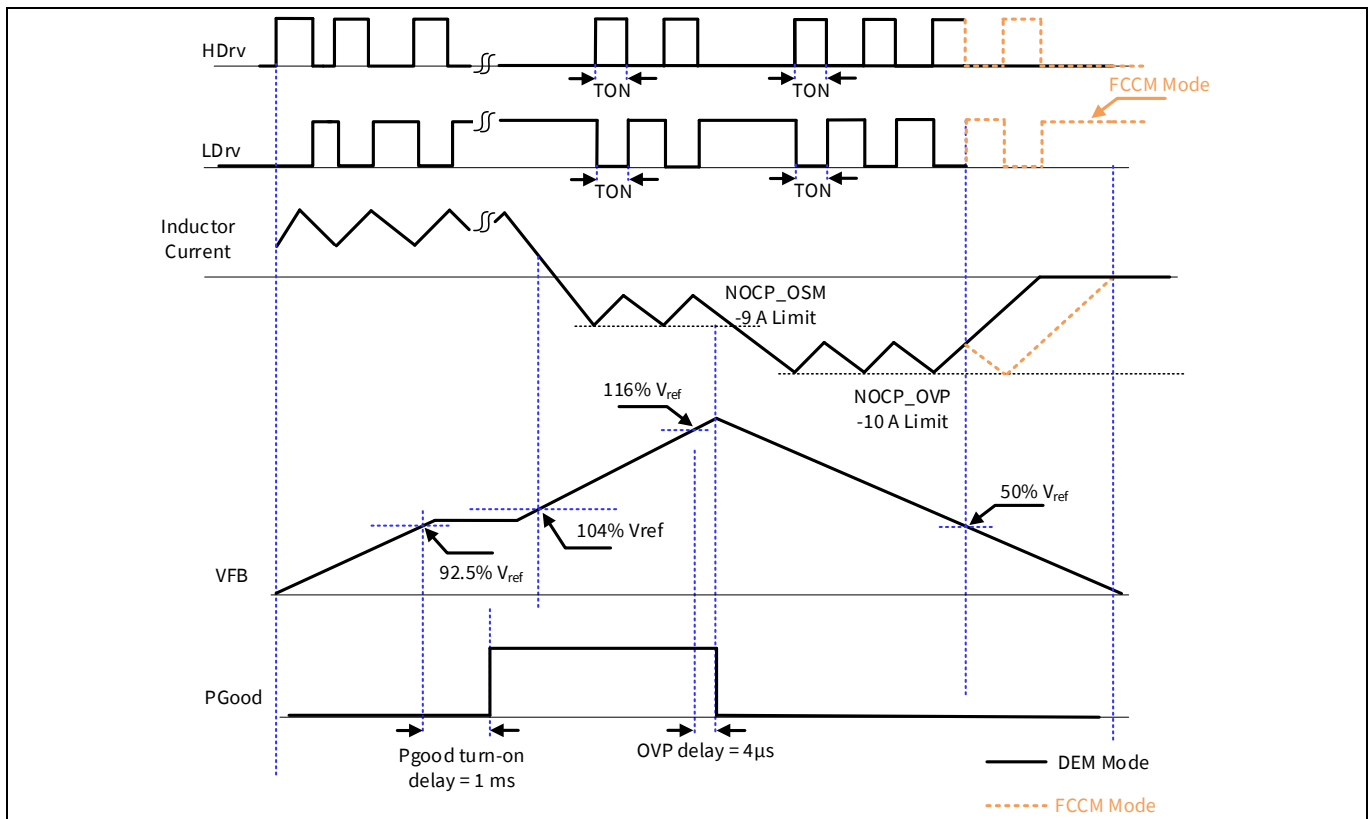 HDrv
TON
TON
FCCM Mode
LDrv
TON
TON
Inductor
Current
NOCP_OSM
-9 A Limit
NOCP_OVP
-10 A Limit
116% Vref
50% Vref
104% Vref
92.5% Vref
VFB
PGood
Pgood turn-on
delay = 1 ms
OVP delay = 4µs
DEM Mode
FCCM Mode